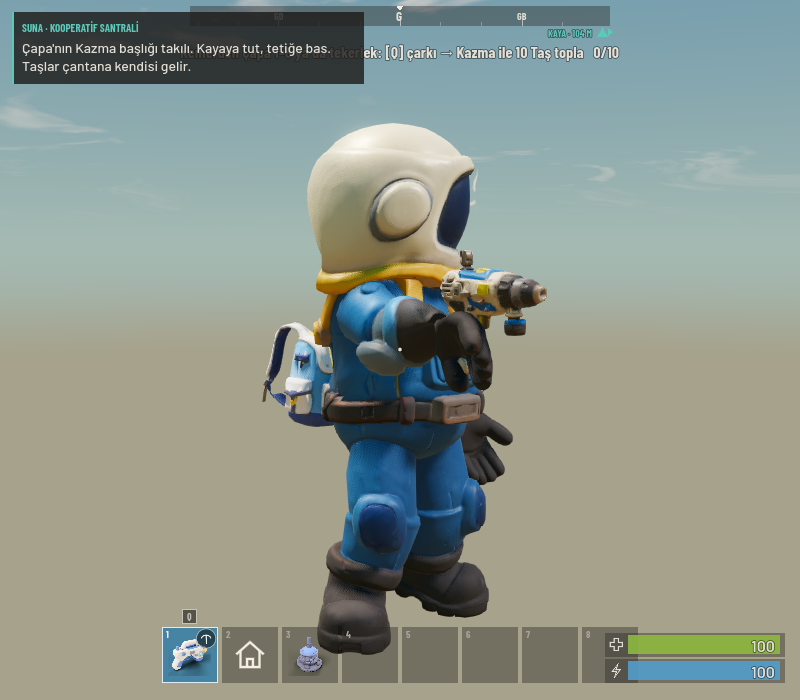 GD
G
GB
SUNA · KOOPERATİF SANTRALİ
Çapa'nın Kazma başlığı takılı. Kayaya tut, tetiğe bas.
Taşlar çantana kendisi gelir.
KAYA · 104 M
[Q] çarkı → Kazma ile 10 Taş topla 0/10
Q
1
2
3
4
5
6
7
8
100
100